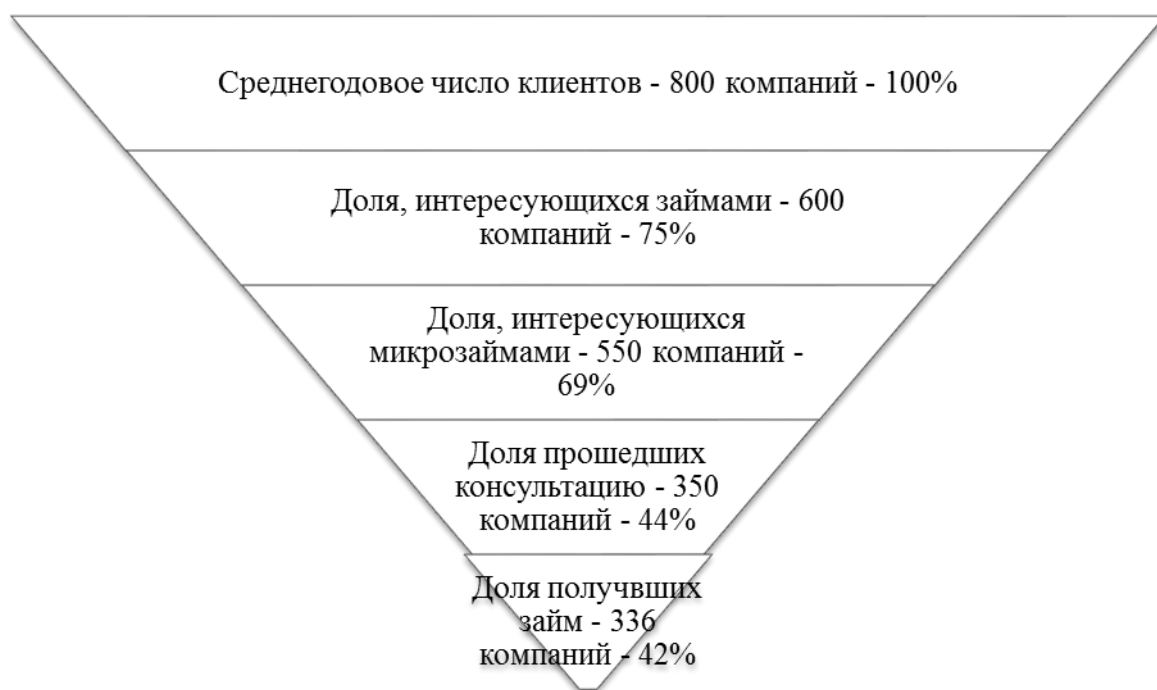 Среднегодовое число клиентов - 800 компаний - 100%
Доля, интересующихся займами - 600
компаний - 75%
Доля, интересующихся
микрозаймами - 550 компаний -
69%
Доля прошедших
консультацию - 350
компаний - 44%
Доля получвших
займ - 336
компаний - 42%